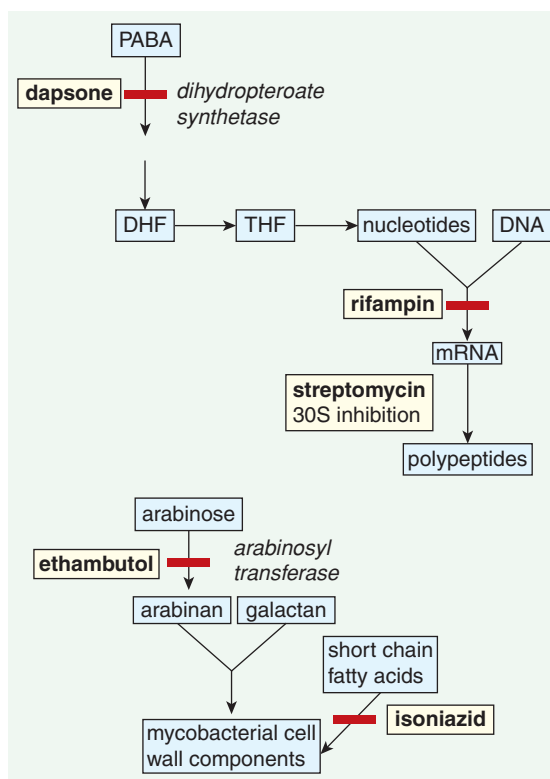 PABA
dapsone
dihydropteroate
synthetase
DHF
THF
nucleotides
DNA
rifampin
mRNA
streptomycin
30S inhibition
polypeptides
arabinose
ethambutol
arabinosyl
transferase
arabinan
galactan
short chain
fatty acids
isoniazid
mycobacterial cell
wall components